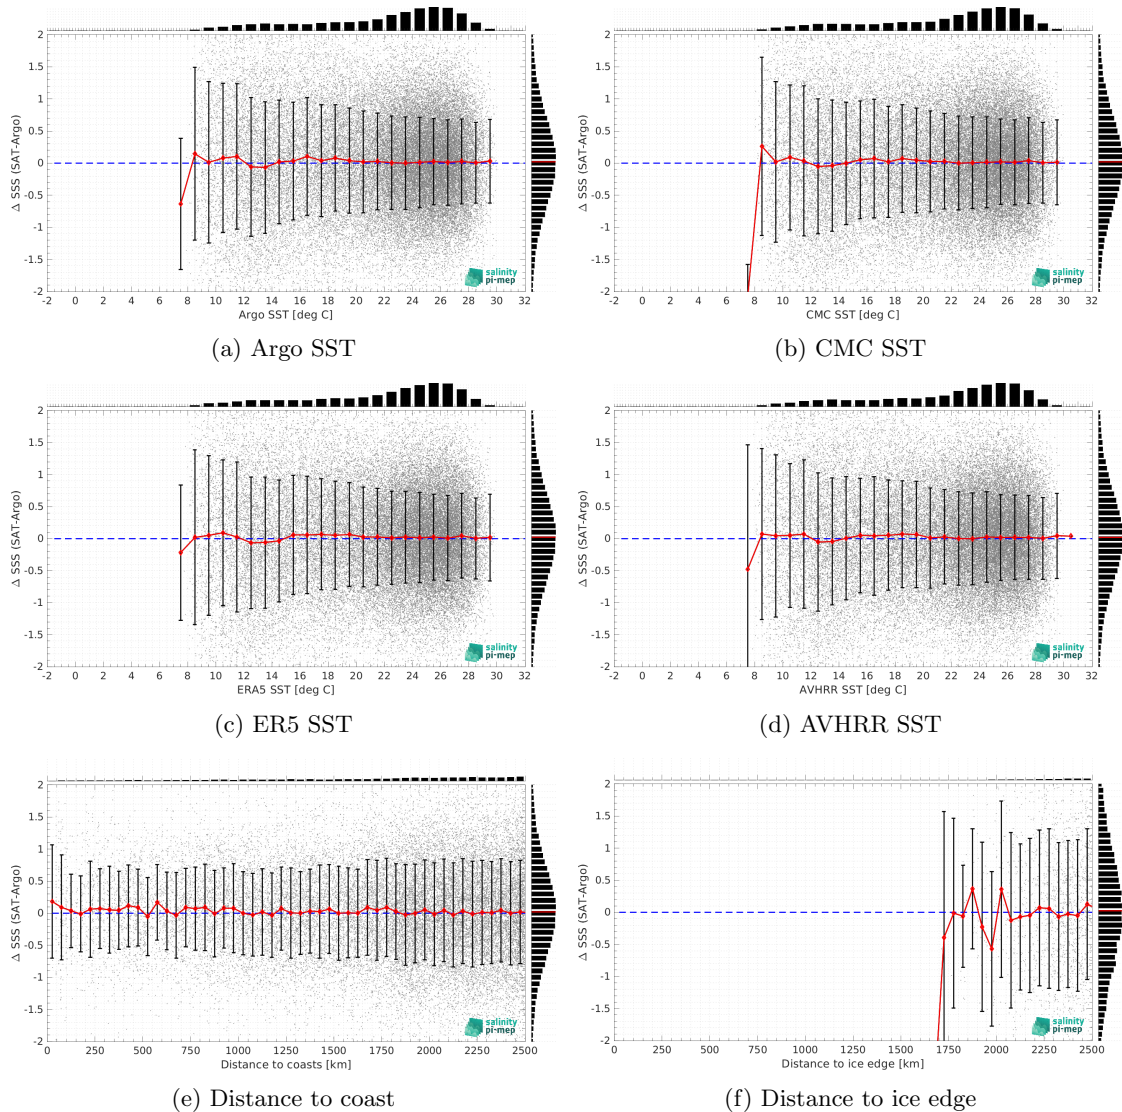 2
1.5
1
0.5
0
-0.5
-1
-1.5
-2
Δ SSS (SAT-Argo)
salinity
pi-mep
-2 0 2 4 6 8 10 12 14 16 18 20 22 24 26 28 30 32
Argo SST [deg C]
(a) Argo SST
2
1.5
1
0.5
0
-0.5
-1
-1.5
-2
Δ SSS (SAT-Argo)
salinity
pi-mep
-2 0 2 4 6 8 10 12 14 16 18 20 22 24 26 28 30 32
CMC SST [deg C]
(b) CMC SST
2
1.5
1
0.5
0
-0.5
-1
-1.5
-2
Δ SSS (SAT-Argo)
salinity
pi-mep
-2 0 2 4 6 8 10 12 14 16 18 20 22 24 26 28 30 32
ERA5 SST [deg C]
(c) ER5 SST
2
1.5
1
0.5
0
-0.5
-1
-1.5
-2
Δ SSS (SAT-Argo)
salinity
pi-mep
-2 0 2 4 6 8 10 12 14 16 18 20 22 24 26 28 30 32
AVHRR SST [deg C]
(d) AVHRR SST
2
1.5
1
0.5
0
-0.5
-1
-1.5
-2
Δ SSS (SAT-Argo)
salinity
pi-mep
0 250 500 750 1000 1250 1500 1750 2000 2250 2500
Distance to coasts [km]
(e) Distance to coast
2
1.5
1
0.5
0
-0.5
-1
-1.5
-2
Δ SSS (SAT-Argo)
salinity
pi-mep
0 250 500 750 1000 1250 1500 1750 2000 2250 2500
Distance to ice edge [km]
(f) Distance to ice edge